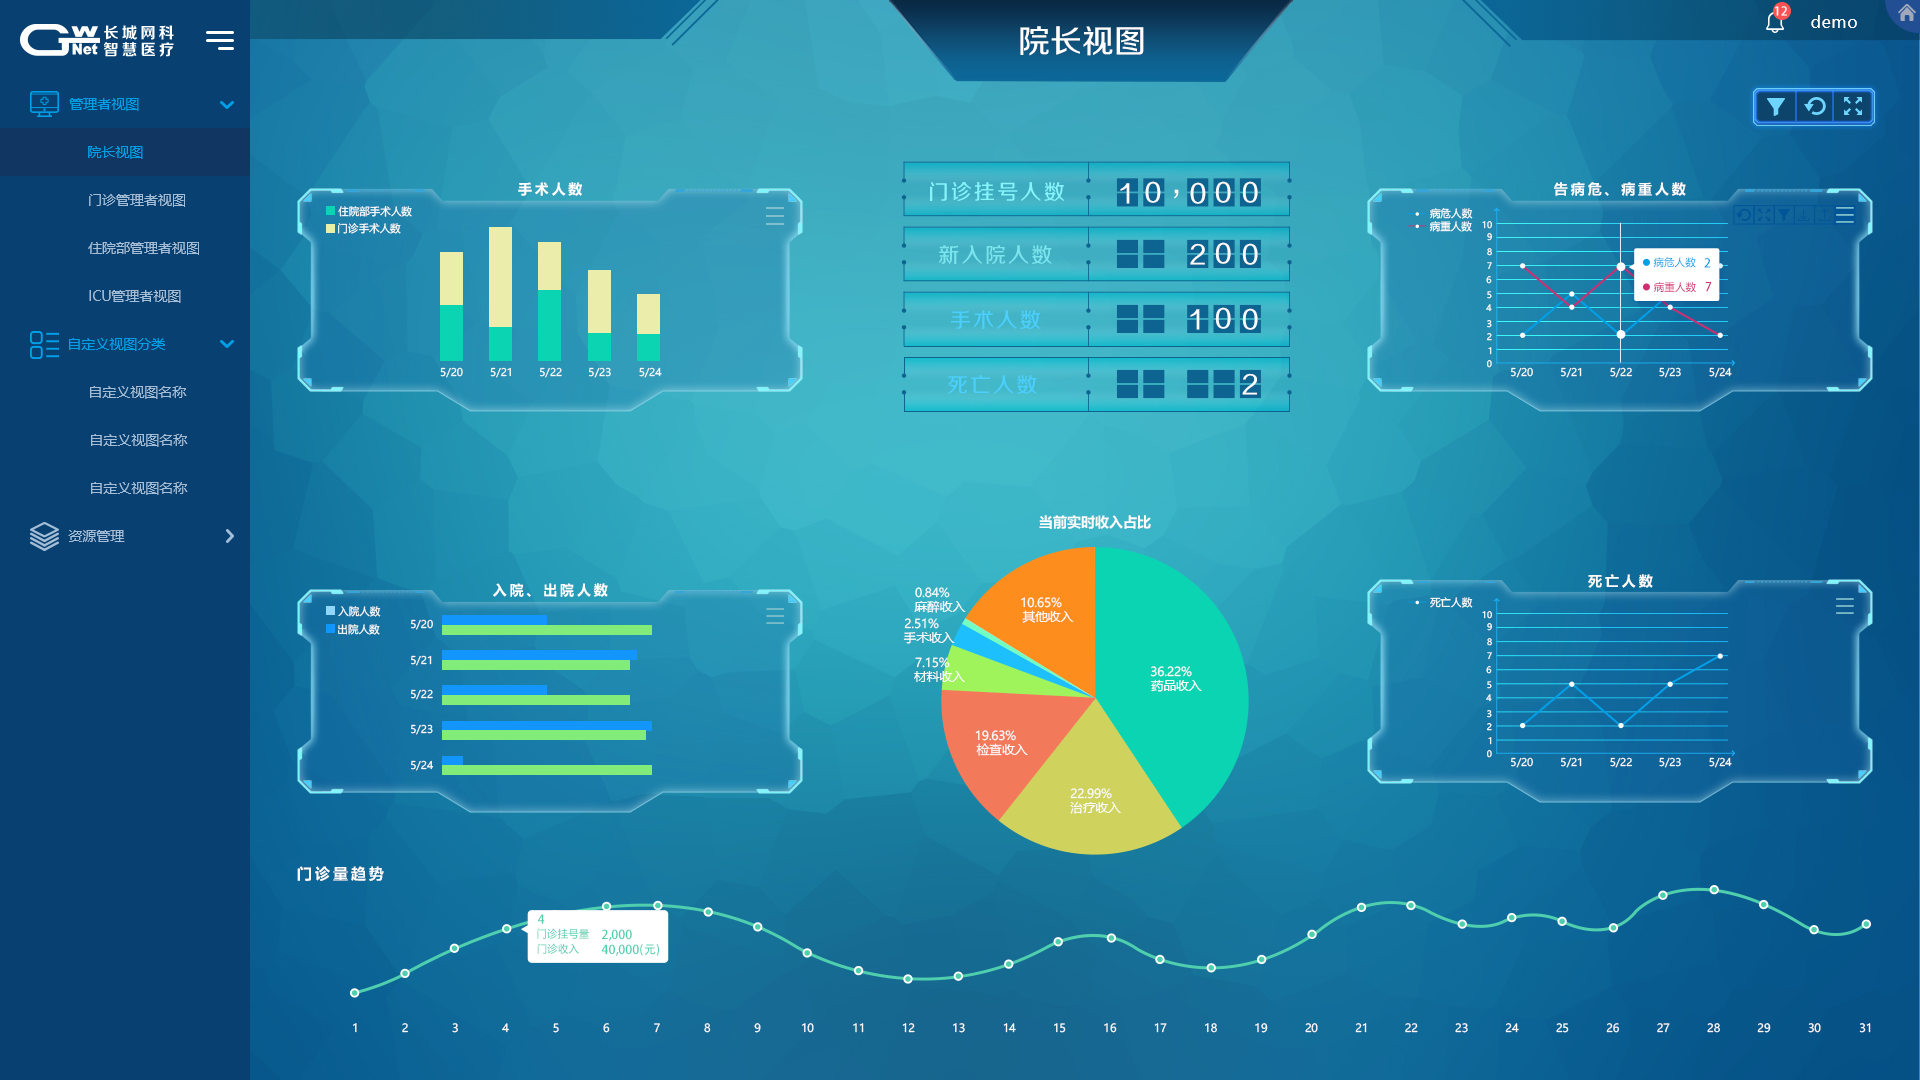 GW Net 长城网科 智慧医疗
院长视图
12
demo
管理者视图
院长视图
门诊管理者视图
住院部管理者视图
ICU管理者视图
自定义视图分类
自定义视图名称
自定义视图名称
自定义视图名称
资源管理
手术人数
住院部手术人数
门诊手术人数
5/20 5/21 5/22 5/23 5/24
门诊挂号人数 10,000
新入院人数 200
手术人数 100
死亡人数 2
告病危、病重人数
病危人数
病重人数
10
9
8
7
6
5
4
3
2
1
0
病危人数 2
病重人数 7
5/20 5/21 5/22 5/23 5/24
入院、出院人数
入院人数
出院人数
5/20
5/21
5/22
5/23
5/24
当前实时收入占比
0.84%
麻醉收入
2.51%
手术收入
7.15%
材料收入
10.65%
其他收入
36.22%
药品收入
19.63%
检查收入
22.99%
治疗收入
死亡人数
死亡人数
10
9
8
7
6
5
4
3
2
1
0
5/20 5/21 5/22 5/23 5/24
门诊量趋势
4
门诊挂号量 2,000
门诊收入 40,000(元)
1 2 3 4 5 6 7 8 9 10 11 12 13 14 15 16 17 18 19 20 21 22 23 24 25 26 27 28 29 30 31